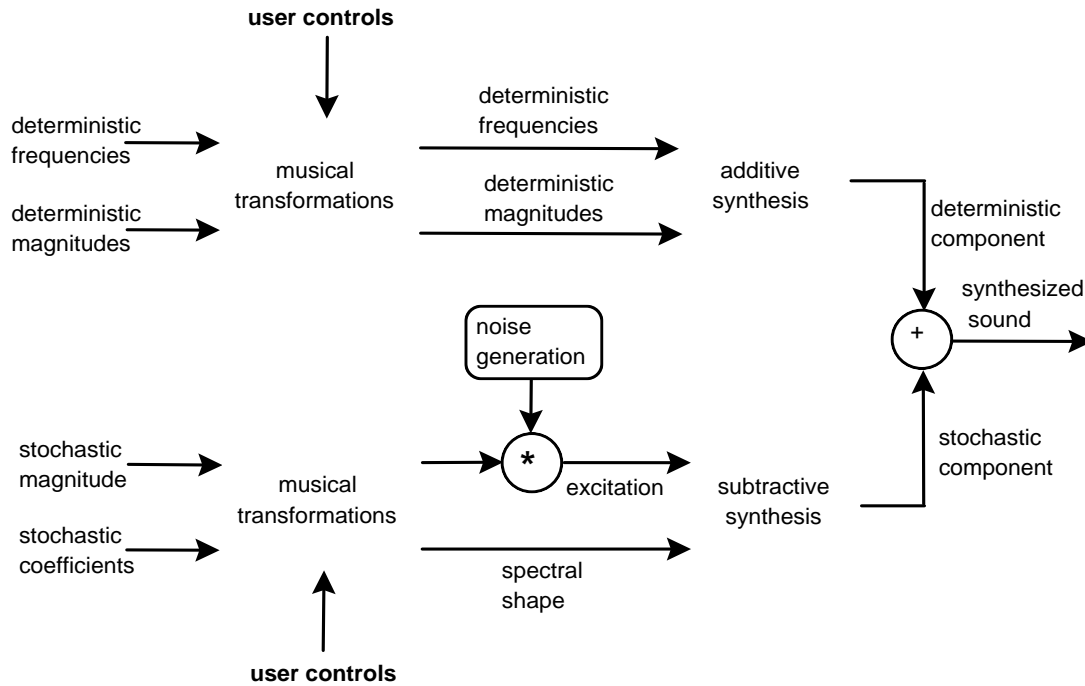 user controls
deterministic
frequencies
deterministic
magnitudes
musical
transformations
deterministic
frequencies
deterministic
magnitudes
additive
synthesis
deterministic
component
noise
generation
+
synthesized
sound
stochastic
magnitude
stochastic
coefficients
musical
transformations
*
excitation
spectral
shape
subtractive
synthesis
stochastic
component
user controls